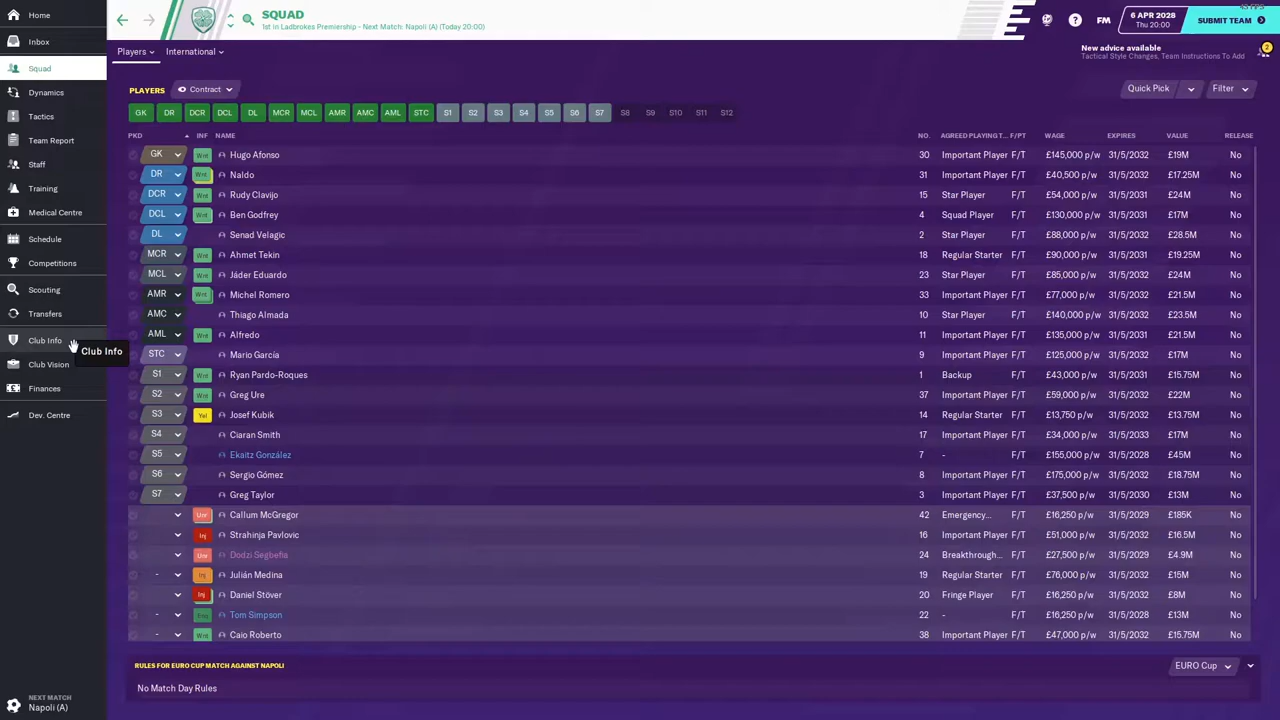 Home
Inbox
Squad
Dynamics
Tactics
Team Report
Staff
Training
Medical Centre
Schedule
Competitions
Scouting
Transfers
Club Info
Club Info
Club Vision
Finances
Dev. Centre
NEXT MATCH
Napoli (A)
SQUAD
1st in Ladbrokes Premiership - Next Match: Napoli (A) (Today 20:00)
FM
6 APR 2028
Thu 20:00
SUBMIT TEAM
Players International
New advice available
Tactical Style Changes, Team Instructions To Add
2
PLAYERS Contract Quick Pick Filter
GK DR DCR DCL DL MCR MCL AMR AMC AML STC S1 S2 S3 S4 S5 S6 S7 S8 S9 S10 S11 S12
PKD INF NAME NO. AGREED PLAYING T... F/PT WAGE EXPIRES VALUE RELEASE
GK Wnt Hugo Afonso 30 Important Player F/T £145,000 p/w 31/5/2032 £19M No
DR Wnt Naldo 31 Important Player F/T £40,500 p/w 31/5/2032 £17.25M No
DCR Wnt Rudy Clavijo 15 Star Player F/T £54,000 p/w 31/5/2031 £24M No
DCL Wnt Ben Godfrey 4 Squad Player F/T £130,000 p/w 31/5/2031 £17M No
DL Senad Velagic 2 Star Player F/T £88,000 p/w 31/5/2032 £28.5M No
MCR Wnt Ahmet Tekin 18 Regular Starter F/T £90,000 p/w 31/5/2032 £19.25M No
MCL Wnt Jáder Eduardo 23 Star Player F/T £85,000 p/w 31/5/2032 £24M No
AMR Wnt Michel Romero 33 Important Player F/T £77,000 p/w 31/5/2032 £21.5M No
AMC Thiago Almada 10 Star Player F/T £140,000 p/w 31/5/2032 £23.5M No
AML Wnt Alfredo 11 Important Player F/T £135,000 p/w 31/5/2031 £21.5M No
STC Mario García 9 Important Player F/T £125,000 p/w 31/5/2032 £17M No
S1 Wnt Ryan Pardo-Roques 1 Backup F/T £43,000 p/w 31/5/2031 £15.75M No
S2 Wnt Greg Ure 37 Important Player F/T £59,000 p/w 31/5/2032 £22M No
S3 Yel Josef Kubik 14 Regular Starter F/T £13,750 p/w 31/5/2032 £13.75M No
S4 Ciaran Smith 17 Important Player F/T £34,000 p/w 31/5/2033 £17M No
S5 Ekaitz González 7 - F/T £155,000 p/w 31/5/2028 £45M No
S6 Sergio Gómez 8 Important Player F/T £175,000 p/w 31/5/2032 £18.75M No
S7 Greg Taylor 3 Important Player F/T £37,500 p/w 31/5/2030 £13M No
Unr Callum McGregor 42 Emergency... F/T £16,250 p/w 31/5/2029 £185K No
Inj Strahinja Pavlovic 16 Important Player F/T £51,000 p/w 31/5/2032 £16.5M No
Unr Dodzi Segbefia 24 Breakthrough... F/T £27,500 p/w 31/5/2029 £4.9M No
- Inj Julián Medina 19 Regular Starter F/T £76,000 p/w 31/5/2032 £15M No
- Inj Daniel Stöver 20 Fringe Player F/T £16,250 p/w 31/5/2032 £8M No
- Tom Simpson 22 - F/T £16,250 p/w 31/5/2028 £13M No
- Wnt Caio Roberto 38 Important Player F/T £47,000 p/w 31/5/2032 £15.75M No
RULES FOR EURO CUP MATCH AGAINST NAPOLI EURO Cup
No Match Day Rules